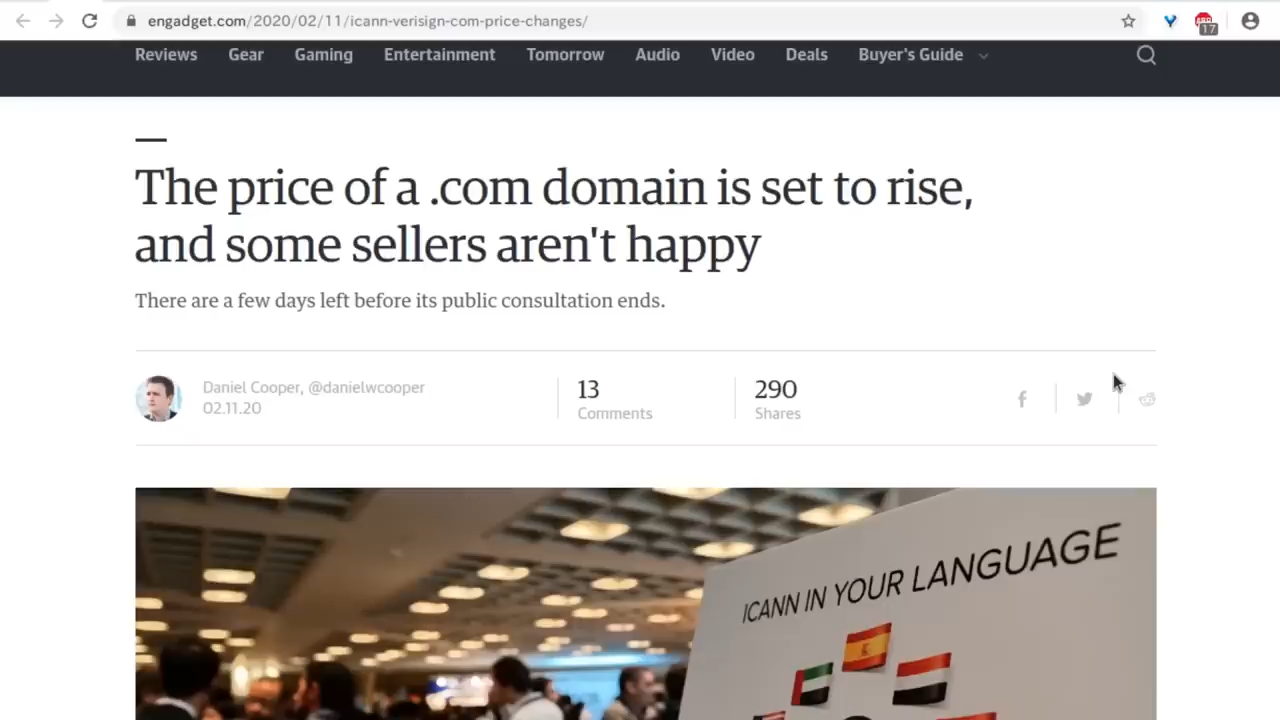 engadget.com/2020/02/11/icann-verisign-com-price-changes/
17
Reviews Gear Gaming Entertainment Tomorrow Audio Video Deals Buyer's Guide
The price of a .com domain is set to rise,
and some sellers aren't happy
There are a few days left before its public consultation ends.
Daniel Cooper, @danielwcooper
02.11.20
13
Comments
290
Shares
ICANN IN YOUR LANGUAGE